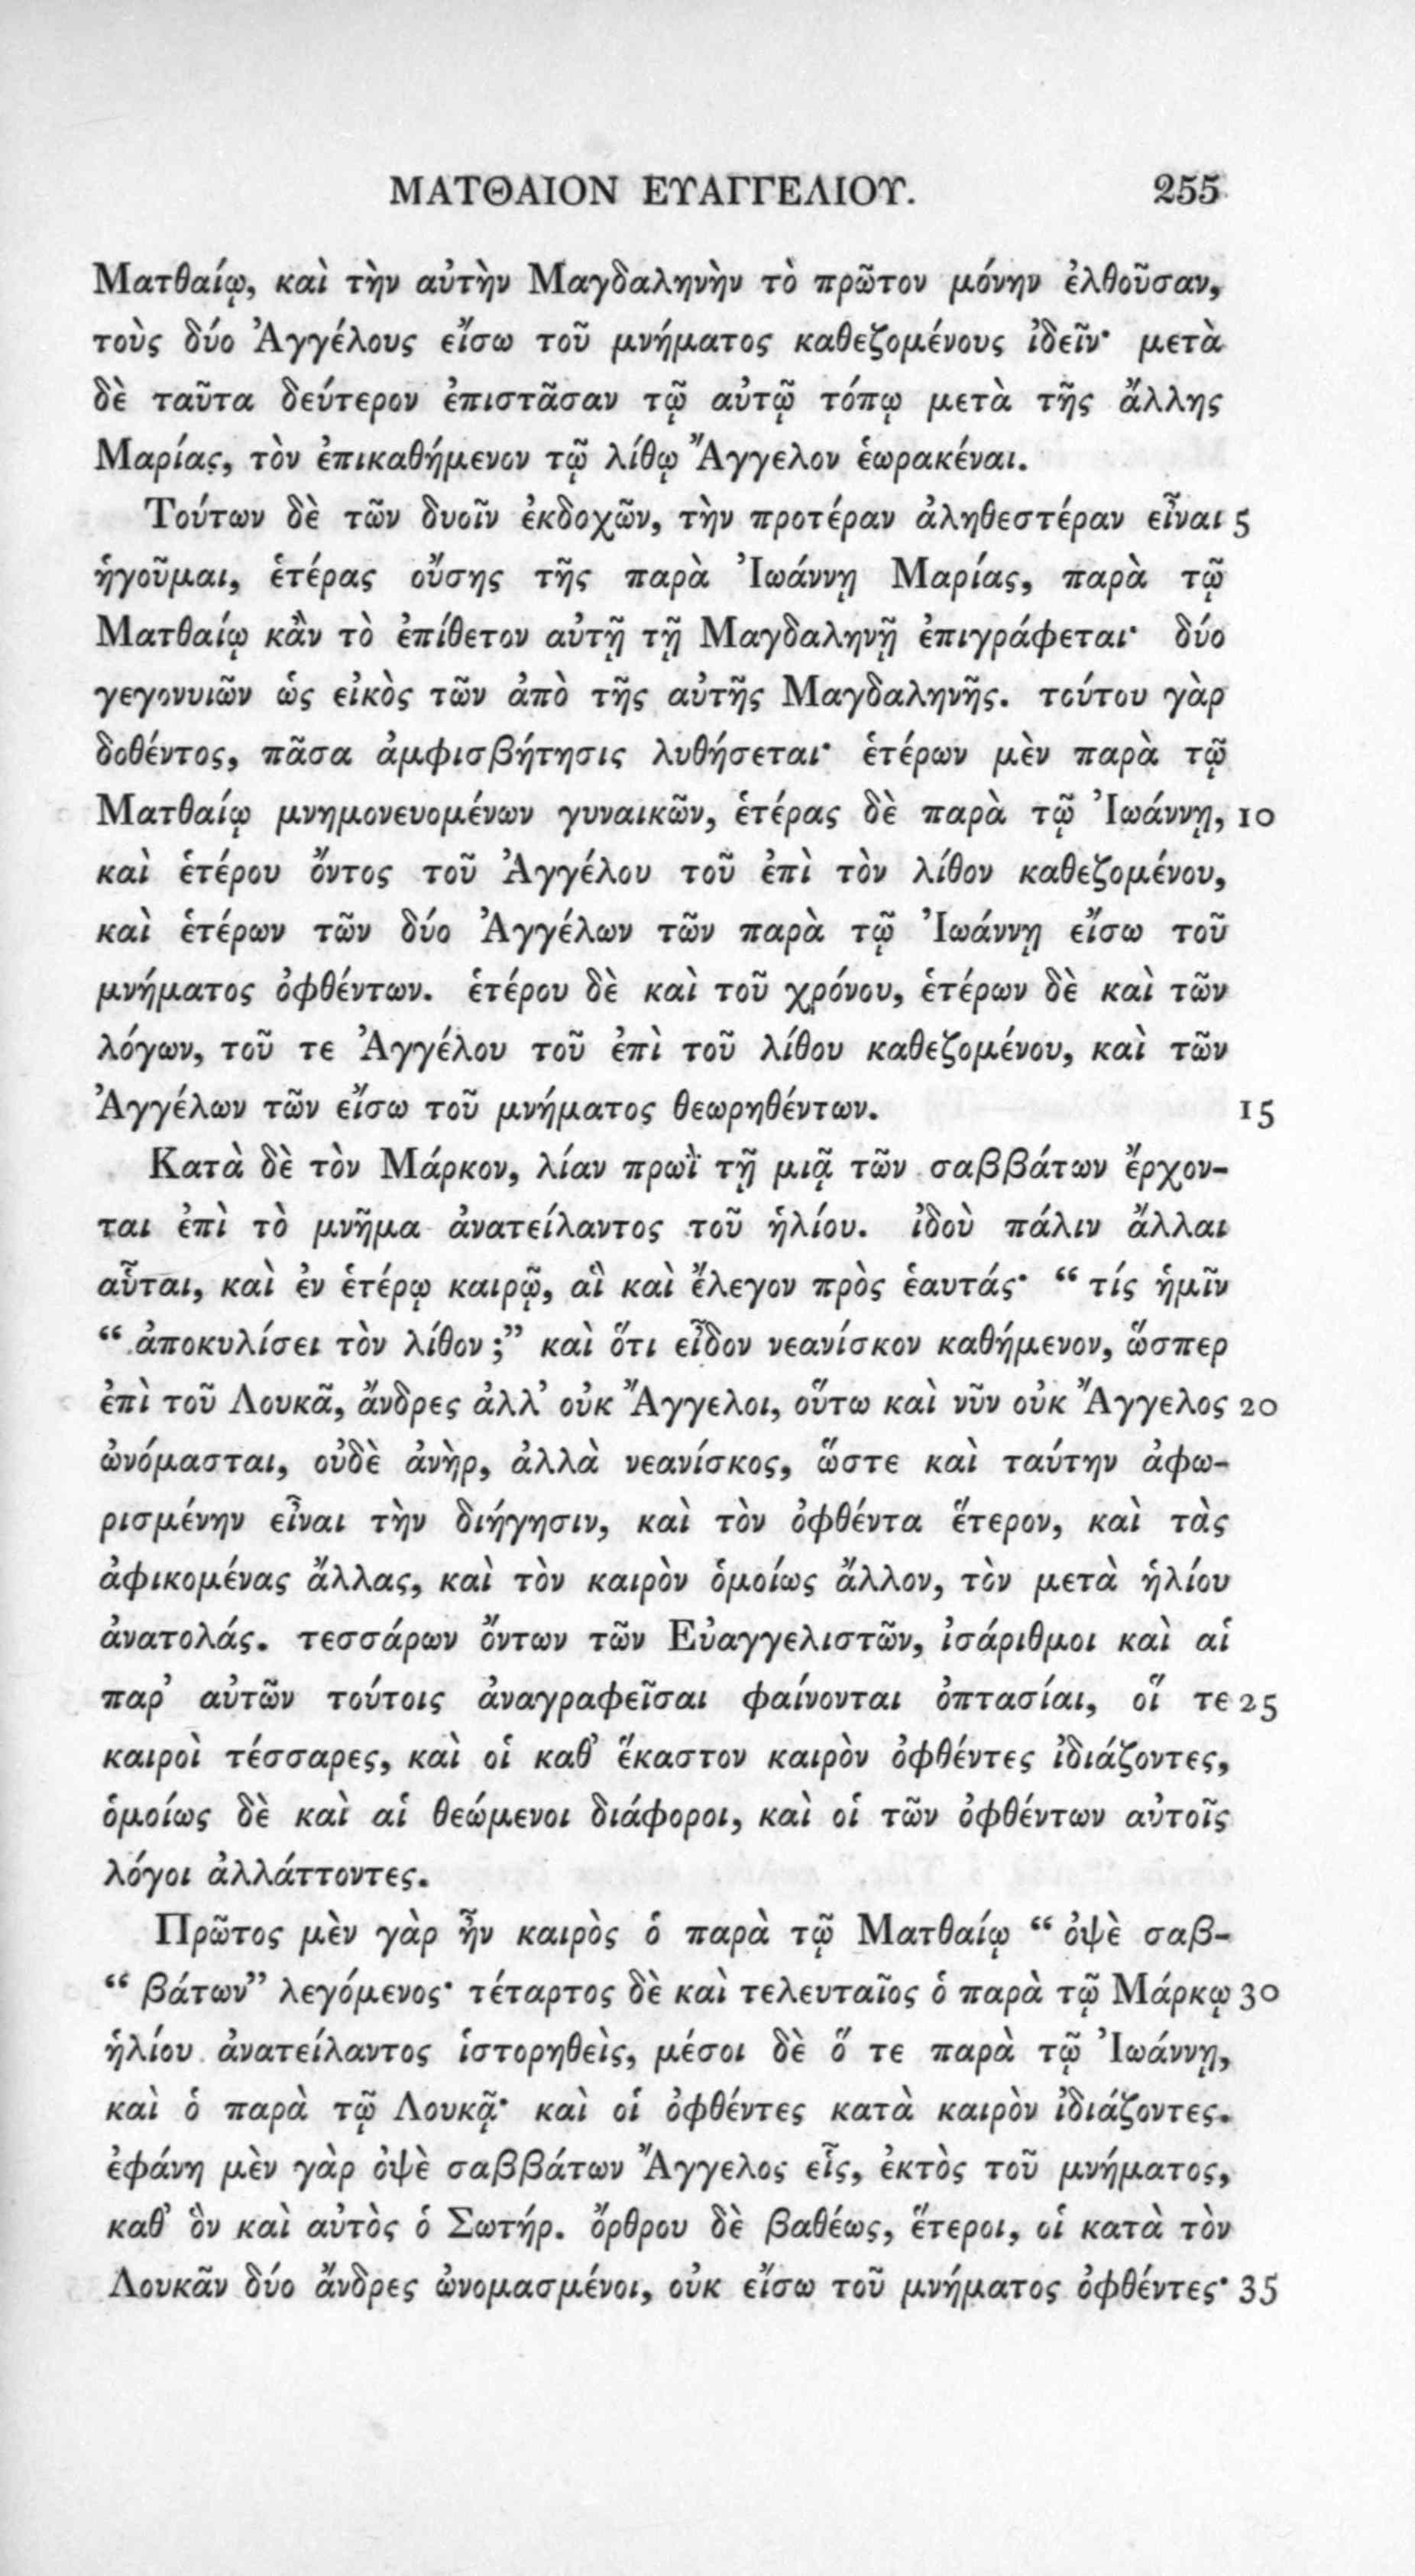 ΜΑΤΘΑΙΟΝ ΕΥΑΓΓΕΛΙΟΥ. 255
Ματθαίῳ, καὶ τὴν αὐτὴν Μαγδαληνὴν τὸ πρῶτον μόνην ἐλθοῦσαν,
τοὺς δύο Ἀγγέλους εἴσω τοῦ μνήματος καθεζομένους ἰδεῖν· μετὰ
δὲ ταῦτα δεύτερον ἐπιστᾶσαν τῷ αὐτῷ τόπῳ μετὰ τῆς ἄλλης
Μαρίας, τὸν ἐπικαθήμενον τῷ λίθῳ Ἄγγελον ἑωρακέναι.
Τούτων δὲ τῶν δυοῖν ἐκδοχῶν, τὴν προτέραν ἀληθεστέραν εἶναι 5
ἡγοῦμαι, ἑτέρας οὔσης τῆς παρὰ Ἰωάννῃ Μαρίας, παρὰ τῷ
Ματθαίῳ κἂν τὸ ἐπίθετον αὐτῇ τῇ Μαγδαληνῇ ἐπιγράφεται· δύο
γεγονυιῶν ὡς εἰκὸς τῶν ἀπὸ τῆς αὐτῆς Μαγδαληνῆς. τούτου γὰρ
δοθέντος, πᾶσα ἀμφισβήτησις λυθήσεται· ἑτέρων μὲν παρὰ τῷ
Ματθαίῳ μνημονευομένων γυναικῶν, ἑτέρας δὲ παρὰ τῷ Ἰωάννῃ, 10
καὶ ἑτέρου ὄντος τοῦ Ἀγγέλου τοῦ ἐπὶ τὸν λίθον καθεζομένου,
καὶ ἑτέρων τῶν δύο Ἀγγέλων τῶν παρὰ τῷ Ἰωάννῃ εἴσω τοῦ
μνήματος ὀφθέντων. ἑτέρου δὲ καὶ τοῦ χρόνου, ἑτέρων δὲ καὶ τῶν
λόγων, τοῦ τε Ἀγγέλου τοῦ ἐπὶ τοῦ λίθου καθεζομένου, καὶ τῶν
Ἀγγέλων τῶν εἴσω τοῦ μνήματος θεωρηθέντων. 15
Κατὰ δὲ τὸν Μάρκον, λίαν πρωῒ τῇ μιᾷ τῶν σαββάτων ἔρχον-
ται ἐπὶ τὸ μνῆμα ἀνατείλαντος τοῦ ἡλίου. ἰδοὺ πάλιν ἄλλαι
αὗται, καὶ ἐν ἑτέρῳ καιρῷ, αἳ καὶ ἔλεγον πρὸς ἑαυτάς· “ τίς ἡμῖν
“ ἀποκυλίσει τὸν λίθον ;” καὶ ὅτι εἶδον νεανίσκον καθήμενον, ὥσπερ
ἐπὶ τοῦ Λουκᾶ, ἄνδρες ἀλλ’ οὐκ Ἄγγελοι, οὕτω καὶ νῦν οὐκ Ἄγγελος 20
ὠνόμασται, οὐδὲ ἀνὴρ, ἀλλὰ νεανίσκος, ὥστε καὶ ταύτην ἀφω-
ρισμένην εἶναι τὴν διήγησιν, καὶ τὸν ὀφθέντα ἕτερον, καὶ τὰς
ἀφικομένας ἄλλας, καὶ τὸν καιρὸν ὁμοίως ἄλλον, τὸν μετὰ ἡλίου
ἀνατολάς. τεσσάρων ὄντων τῶν Εὐαγγελιστῶν, ἰσάριθμοι καὶ αἱ
παρ’ αὐτῶν τούτοις ἀναγραφεῖσαι φαίνονται ὀπτασίαι, οἵ τε 25
καιροὶ τέσσαρες, καὶ οἱ καθ’ ἕκαστον καιρὸν ὀφθέντες ἰδιάζοντες,
ὁμοίως δὲ καὶ αἱ θεώμενοι διάφοροι, καὶ οἱ τῶν ὀφθέντων αὐτοῖς
λόγοι ἀλλάττοντες.
Πρῶτος μὲν γὰρ ἦν καιρὸς ὁ παρὰ τῷ Ματθαίῳ “ ὀψὲ σαβ-
“ βάτων” λεγόμενος· τέταρτος δὲ καὶ τελευταῖος ὁ παρὰ τῷ Μάρκῳ 30
ἡλίου ἀνατείλαντος ἱστορηθεὶς, μέσοι δὲ ὅ τε παρὰ τῷ Ἰωάννῃ,
καὶ ὁ παρὰ τῷ Λουκᾷ· καὶ οἱ ὀφθέντες κατὰ καιρὸν ἰδιάζοντες.
ἐφάνη μὲν γὰρ ὀψὲ σαββάτων Ἄγγελος εἷς, ἐκτὸς τοῦ μνήματος,
καθ’ ὃν καὶ αὐτὸς ὁ Σωτήρ. ὄρθρου δὲ βαθέως, ἕτεροι, οἱ κατὰ τὸν
Λουκᾶν δύο ἄνδρες ὠνομασμένοι, οὐκ εἴσω τοῦ μνήματος ὀφθέντες· 35